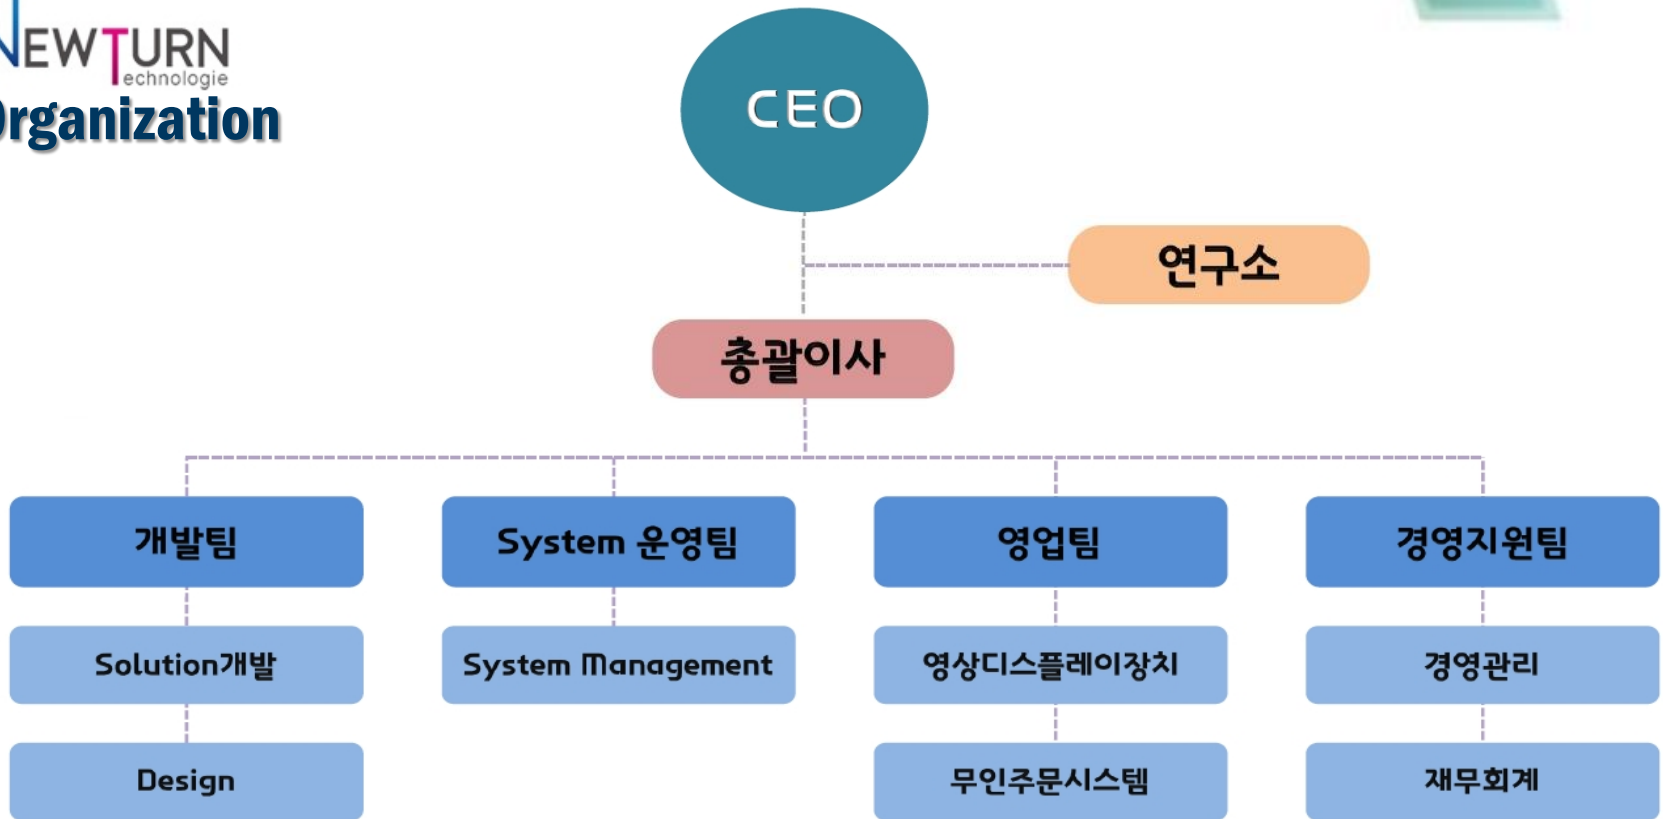 NEWTURN
echnologie
Organization
CEO
연구소
총괄이사
개발팀
System 운영팀
영업팀
경영지원팀
Solution개발
System Management
영상디스플레이장치
경영관리
Design
무인주문시스템
재무회계